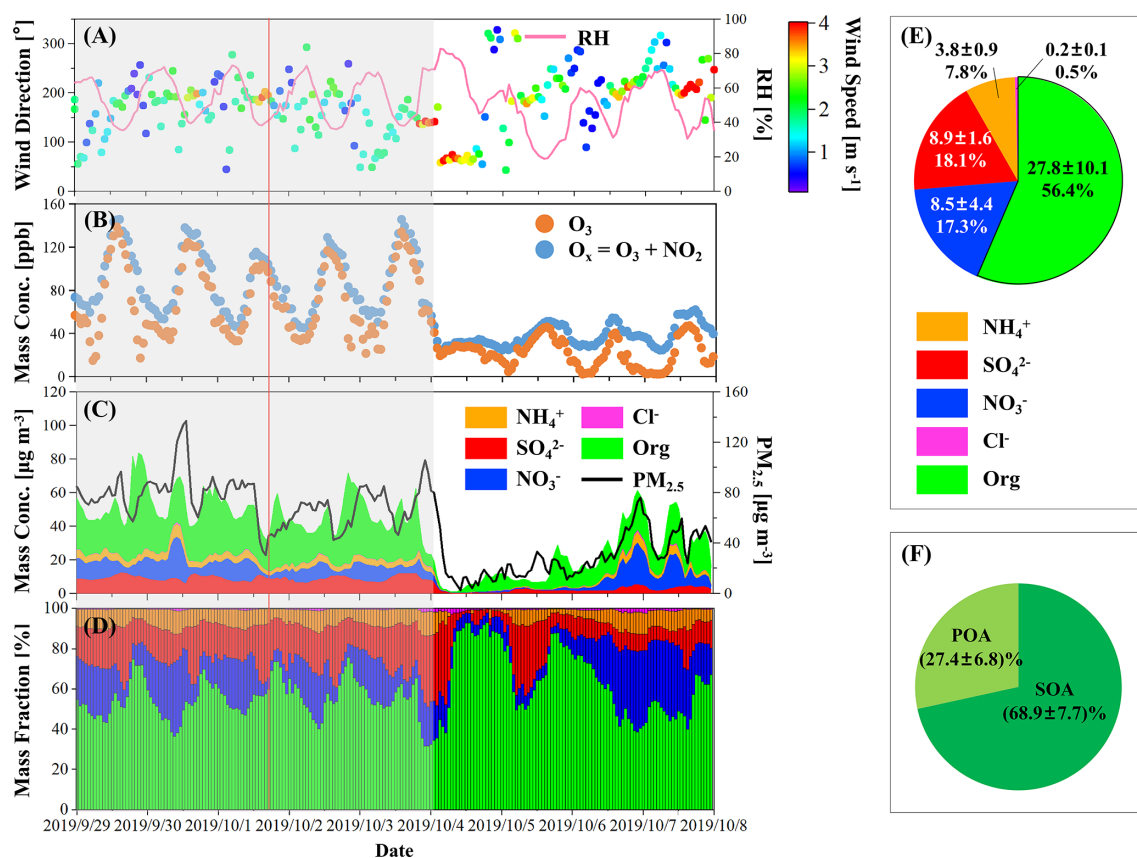 (A)
Wind Direction [°]
300
200
100
0
RH
100
80
60
40
20
0
RH [%]
4
3
2
1
Wind Speed [m s⁻¹]
(B)
Mass Conc. [ppb]
160
120
80
40
0
O₃
Oₓ = O₃ + NO₂
(C)
Mass Conc. [μg m⁻³]
120
100
80
60
40
20
0
NH₄⁺
Cl⁻
SO₄²⁻
Org
NO₃⁻
PM₂.₅
160
120
80
40
0
PM₂.₅ [μg m⁻³]
(D)
Mass Fraction [%]
100
80
60
40
20
0
2019/9/29
2019/9/30
2019/10/1
2019/10/2
2019/10/3
2019/10/4
2019/10/5
2019/10/6
2019/10/7
2019/10/8
Date
(E)
3.8±0.9
7.8%
0.2±0.1
0.5%
8.9±1.6
18.1%
27.8±10.1
56.4%
8.5±4.4
17.3%
NH₄⁺
SO₄²⁻
NO₃⁻
Cl⁻
Org
(F)
POA
(27.4±6.8)%
SOA
(68.9±7.7)%